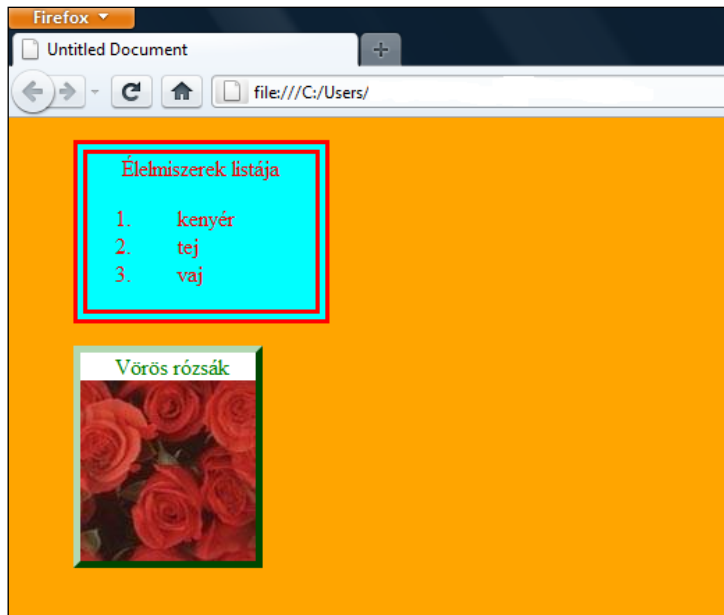 Firefox
Untitled Document
file:///C:/Users/
Élelmiszerek listája
1. kenyér
2. tej
3. vaj
Vörös rózsák